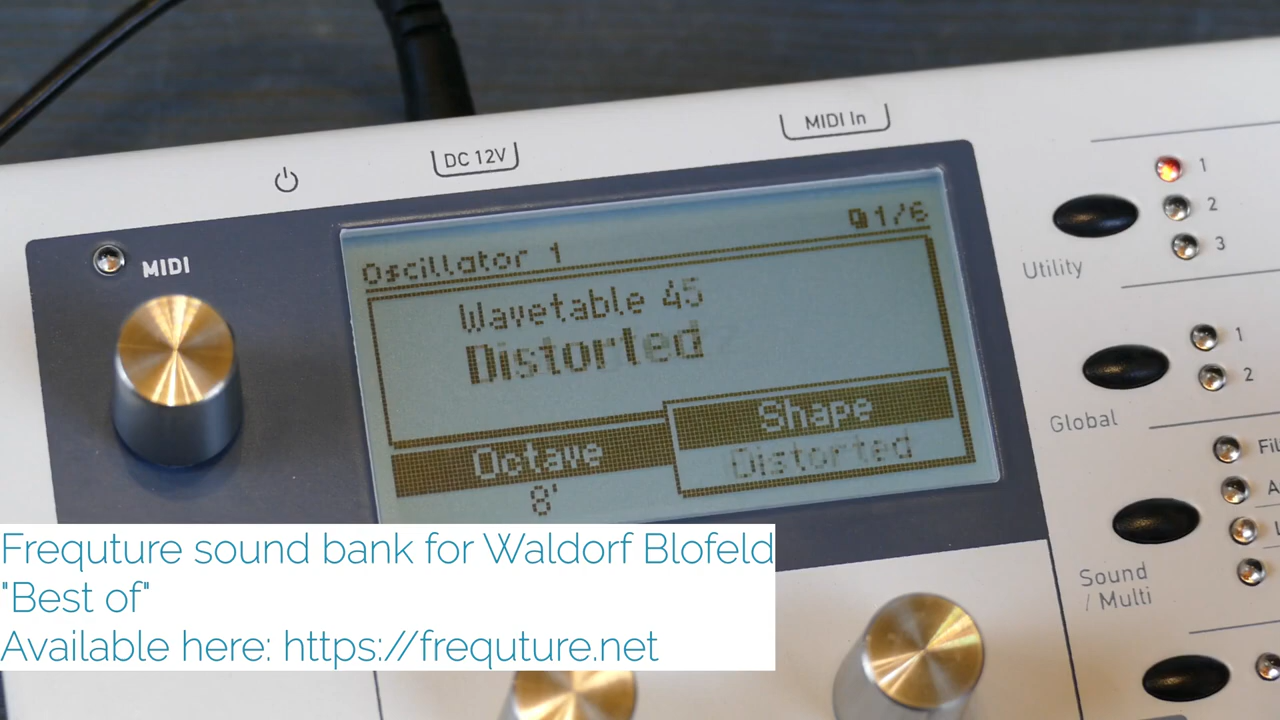 MIDI In
DC 12V
1
2
3
Utility
MIDI
Oscillator 1
1/6
Wavetable 45
Distorted
Octave
8'
Shape
Distorted
1
2
Global
Sound
/ Multi
Frequture sound bank for Waldorf Blofeld
"Best of"
Available here: https://frequture.net